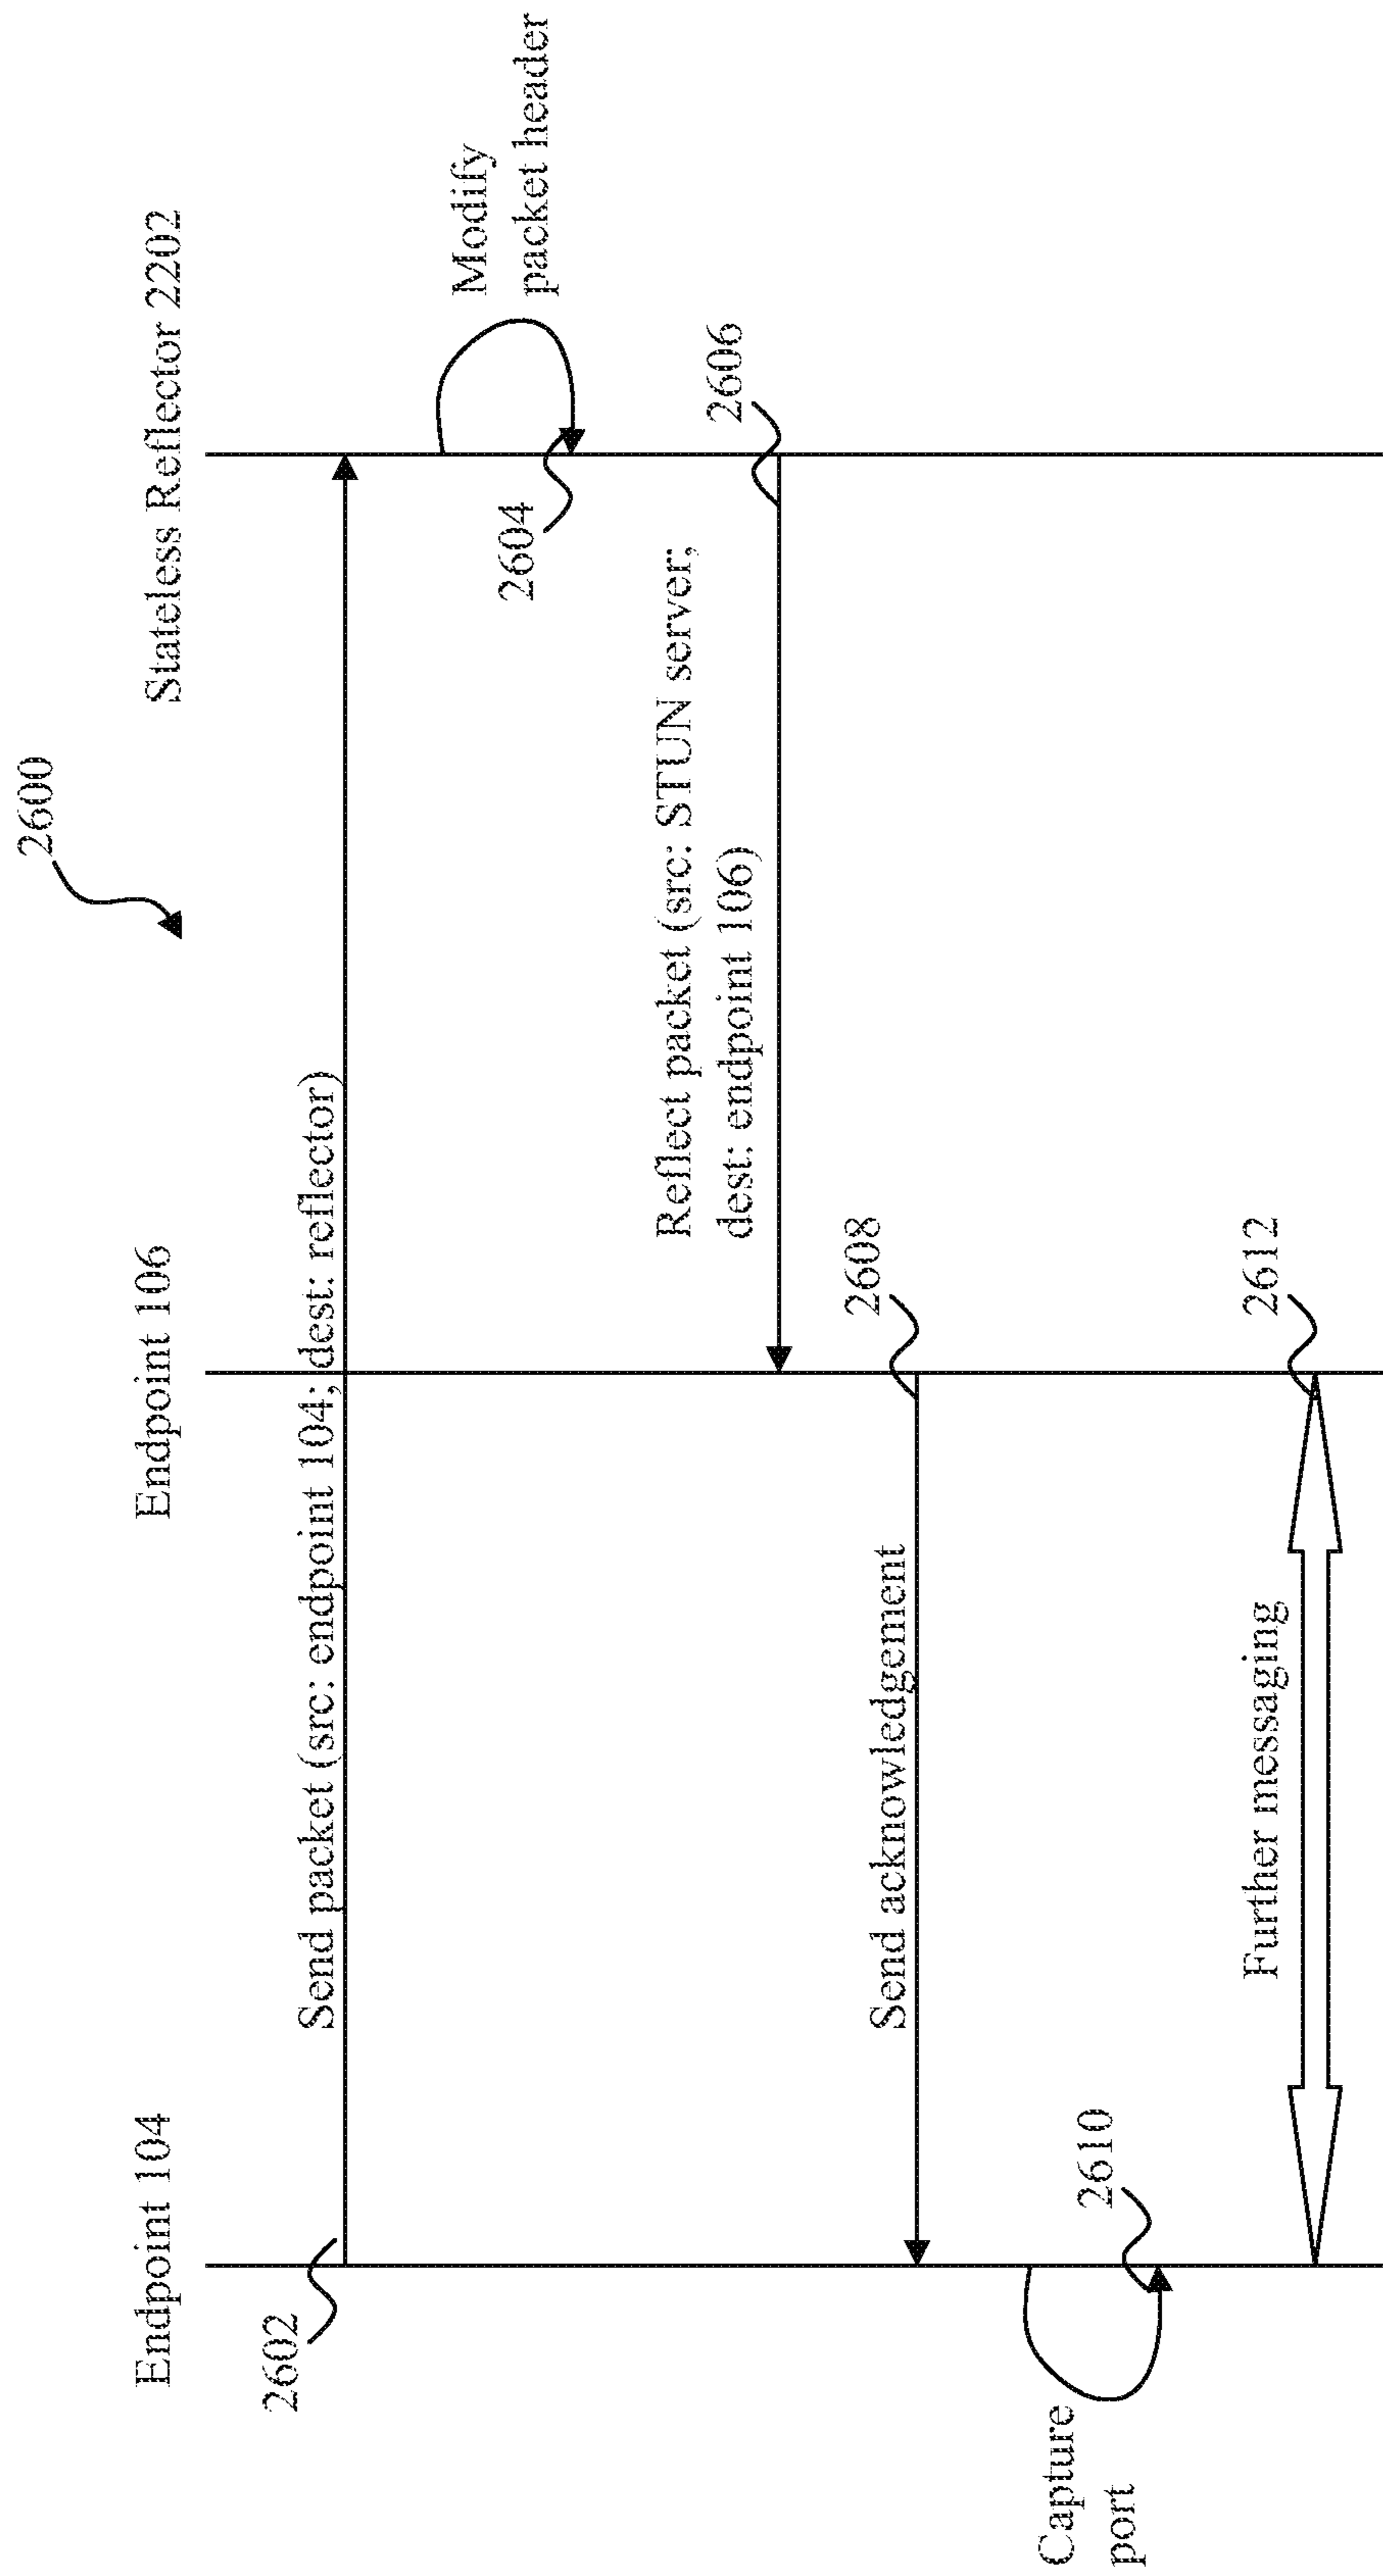 2600
Endpoint 104
Endpoint 106
Stateless Reflector 2202
2602
Send packet (src: endpoint 104; dest: reflector)
Modify
packet header
2604
Reflect packet (src: STUN server;
dest: endpoint 106)
2606
Send acknowledgement
2608
Capture
port
2610
Further messaging
2612